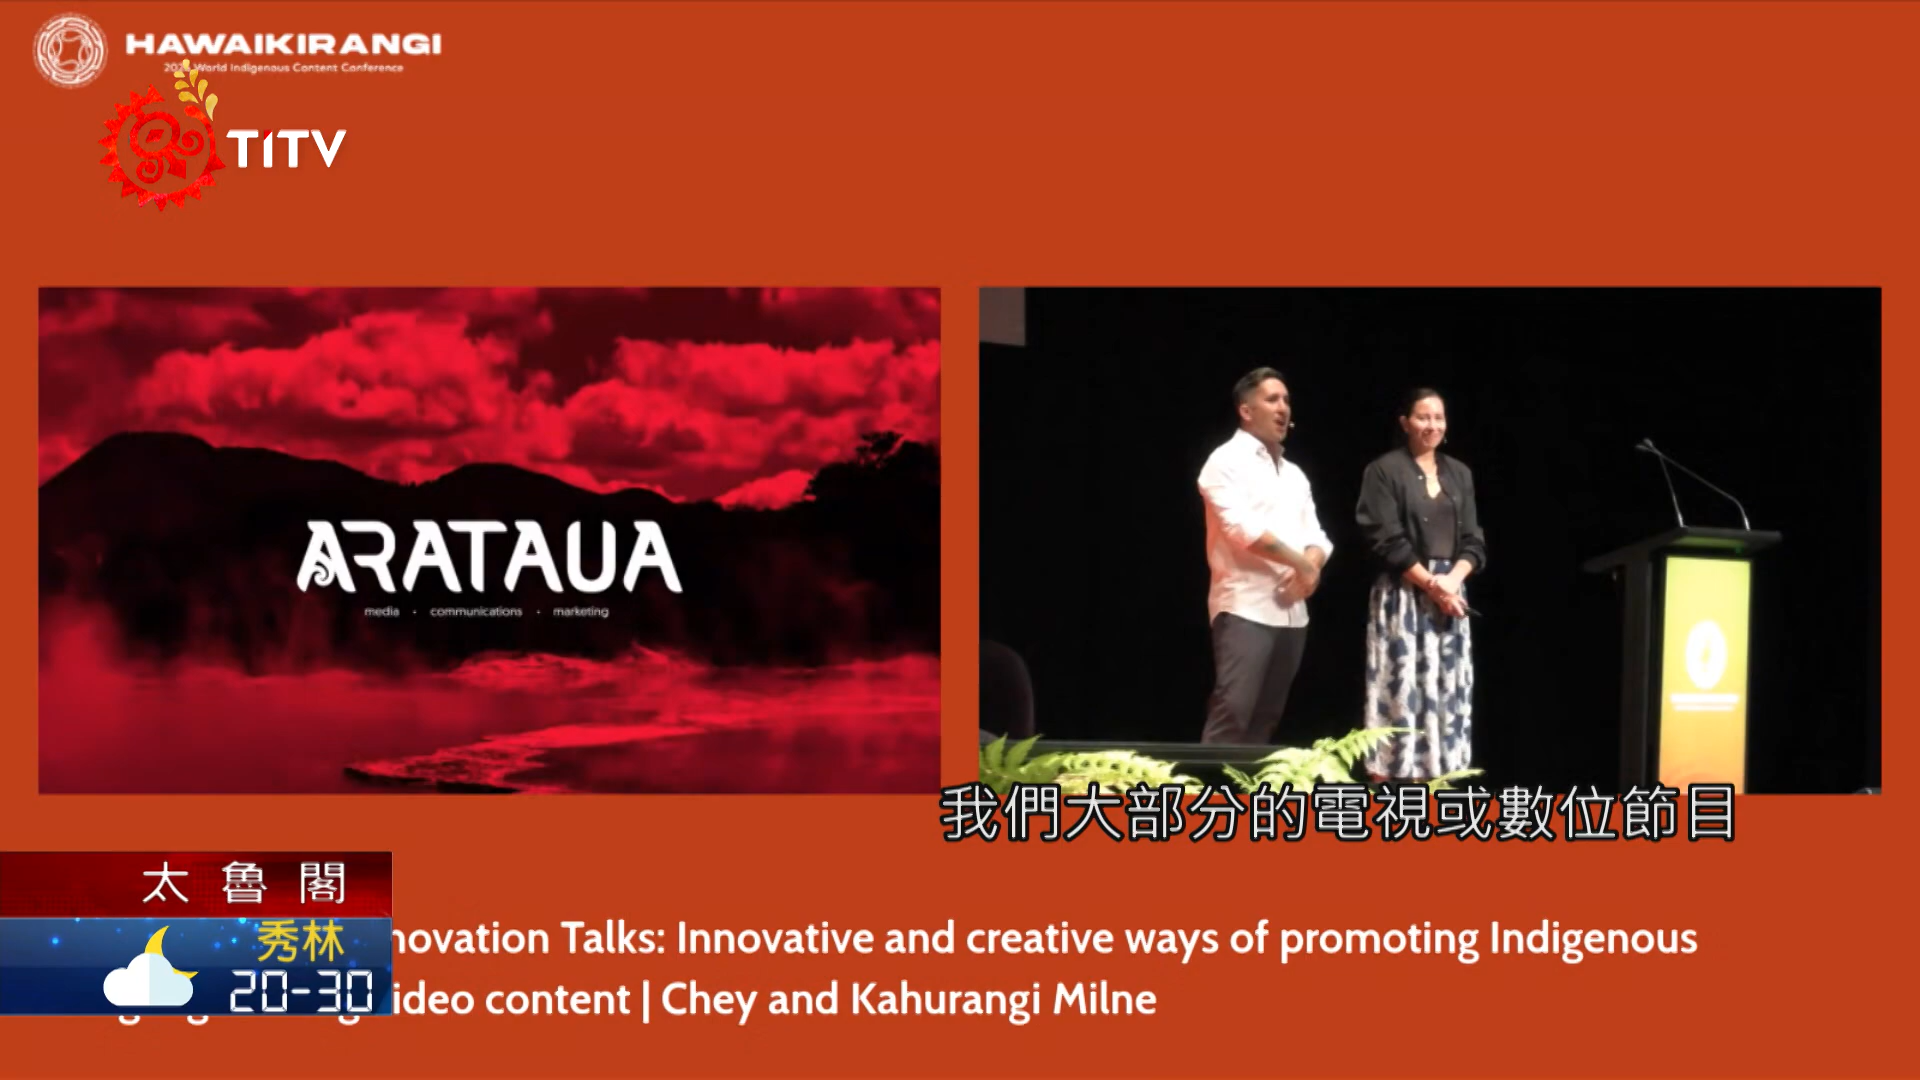 HAWAIKIRANGI
World Indigenous Content Conference
TITV
ARATAUA
media · communications · marketing
我們大部分的電視或數位節目
太魯閣
秀林
20-30
novation Talks: Innovative and creative ways of promoting Indigenous
ideo content | Chey and Kahurangi Milne